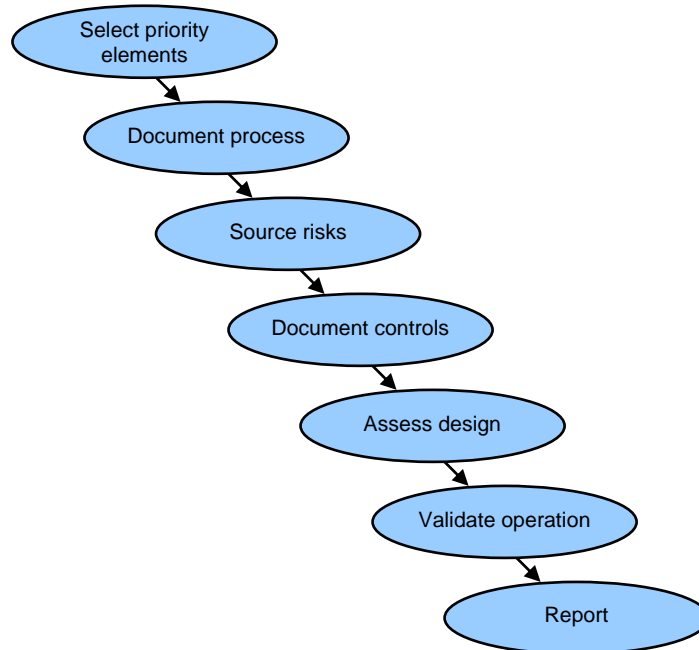 Select priority
elements
Document process
Source risks
Document controls
Assess design
Validate operation
Report